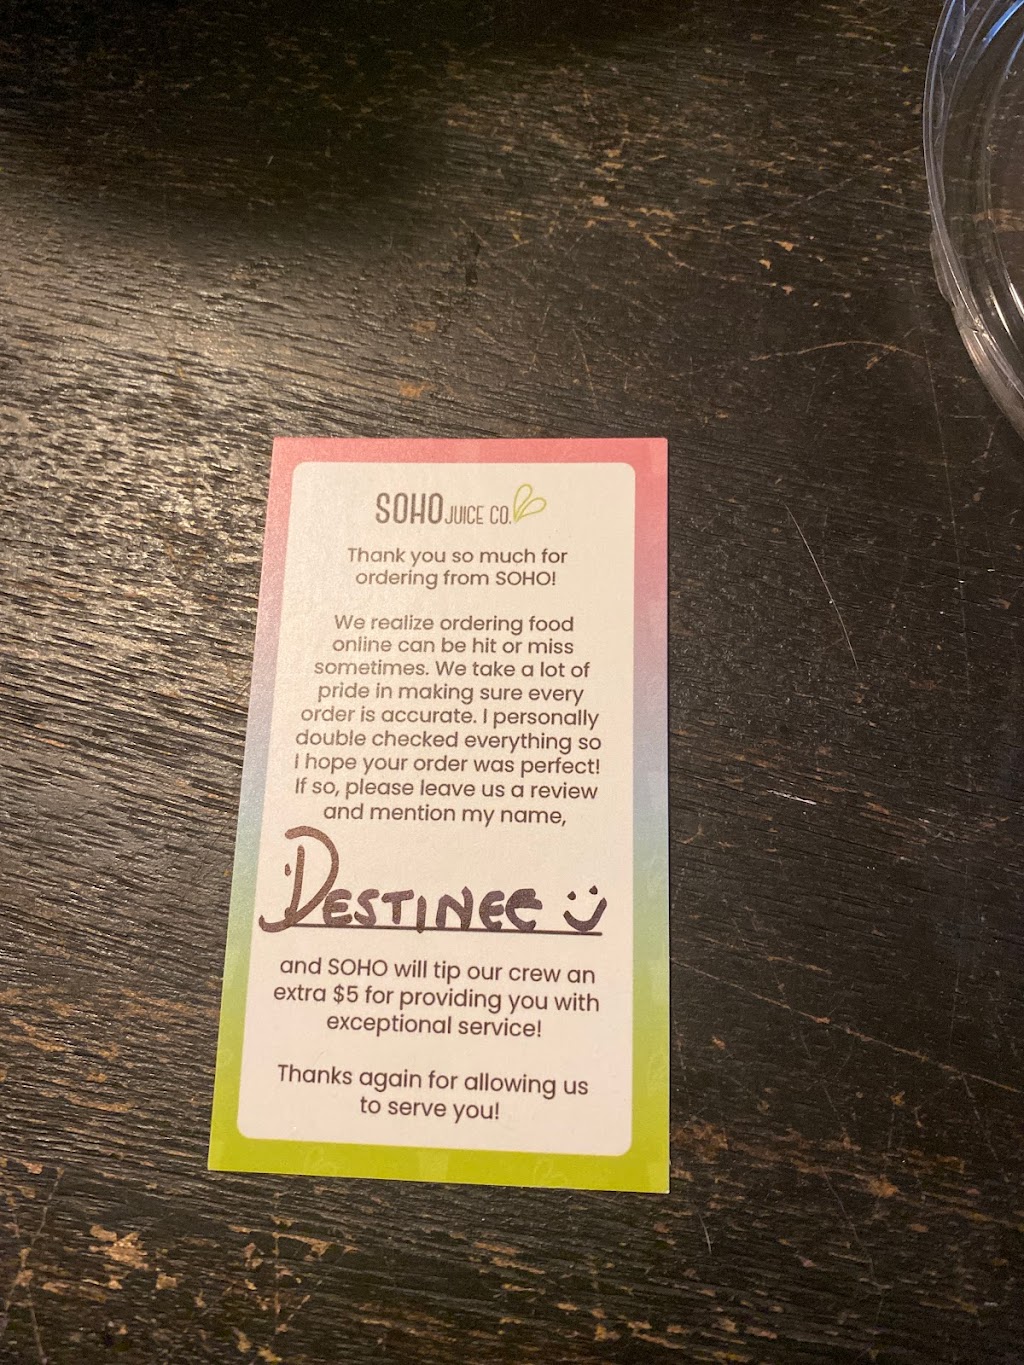 SOHO JUICE CO.
Thank you so much for
ordering from SOHO!
We realize ordering food
online can be hit or miss
sometimes. We take a lot of
pride in making sure every
order is accurate. I personally
double checked everything so
I hope your order was perfect!
If so, please leave us a review
and mention my name,
DESTINEE
and SOHO will tip our crew an
extra $5 for providing you with
exceptional service!
Thanks again for allowing us
to serve you!